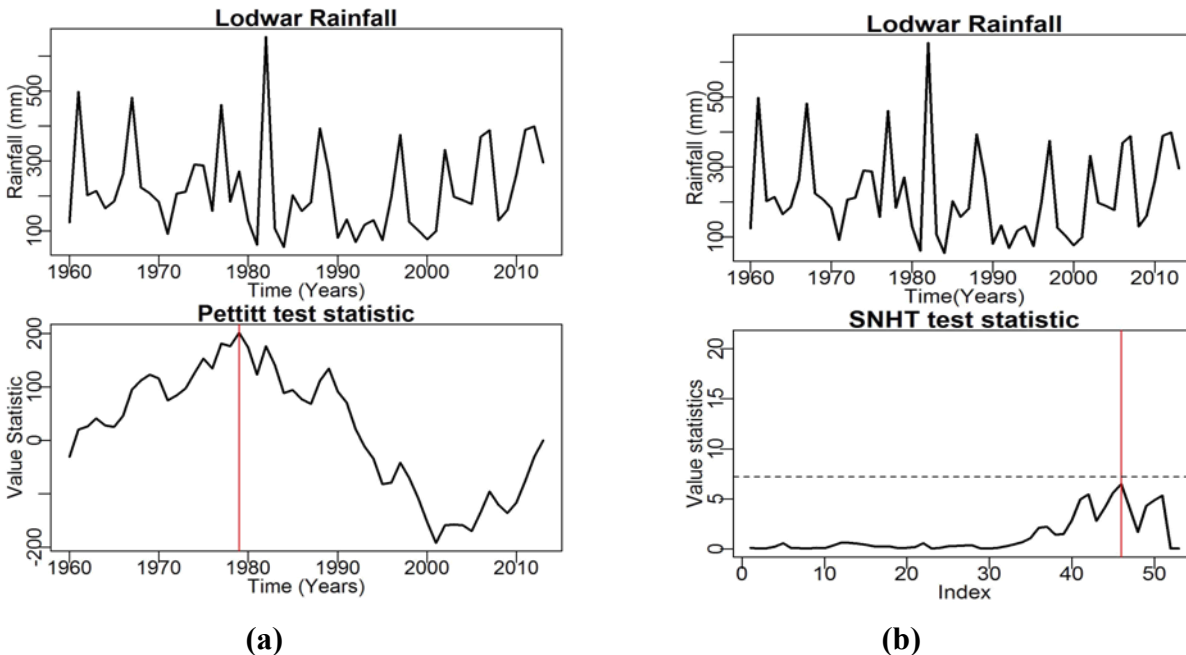 Lodwar Rainfall
Rainfall (mm)
500
300
100
1960 1970 1980 1990 2000 2010
Time (Years)
Pettitt test statistic
Value Statistic
200
100
0
-200
1960 1970 1980 1990 2000 2010
Time (Years)
(a)
Lodwar Rainfall
Rainfall (mm)
500
300
100
1960 1970 1980 1990 2000 2010
Time(Years)
SNHT test statistic
Value statistics
20
15
10
5
0
0 10 20 30 40 50
Index
(b)